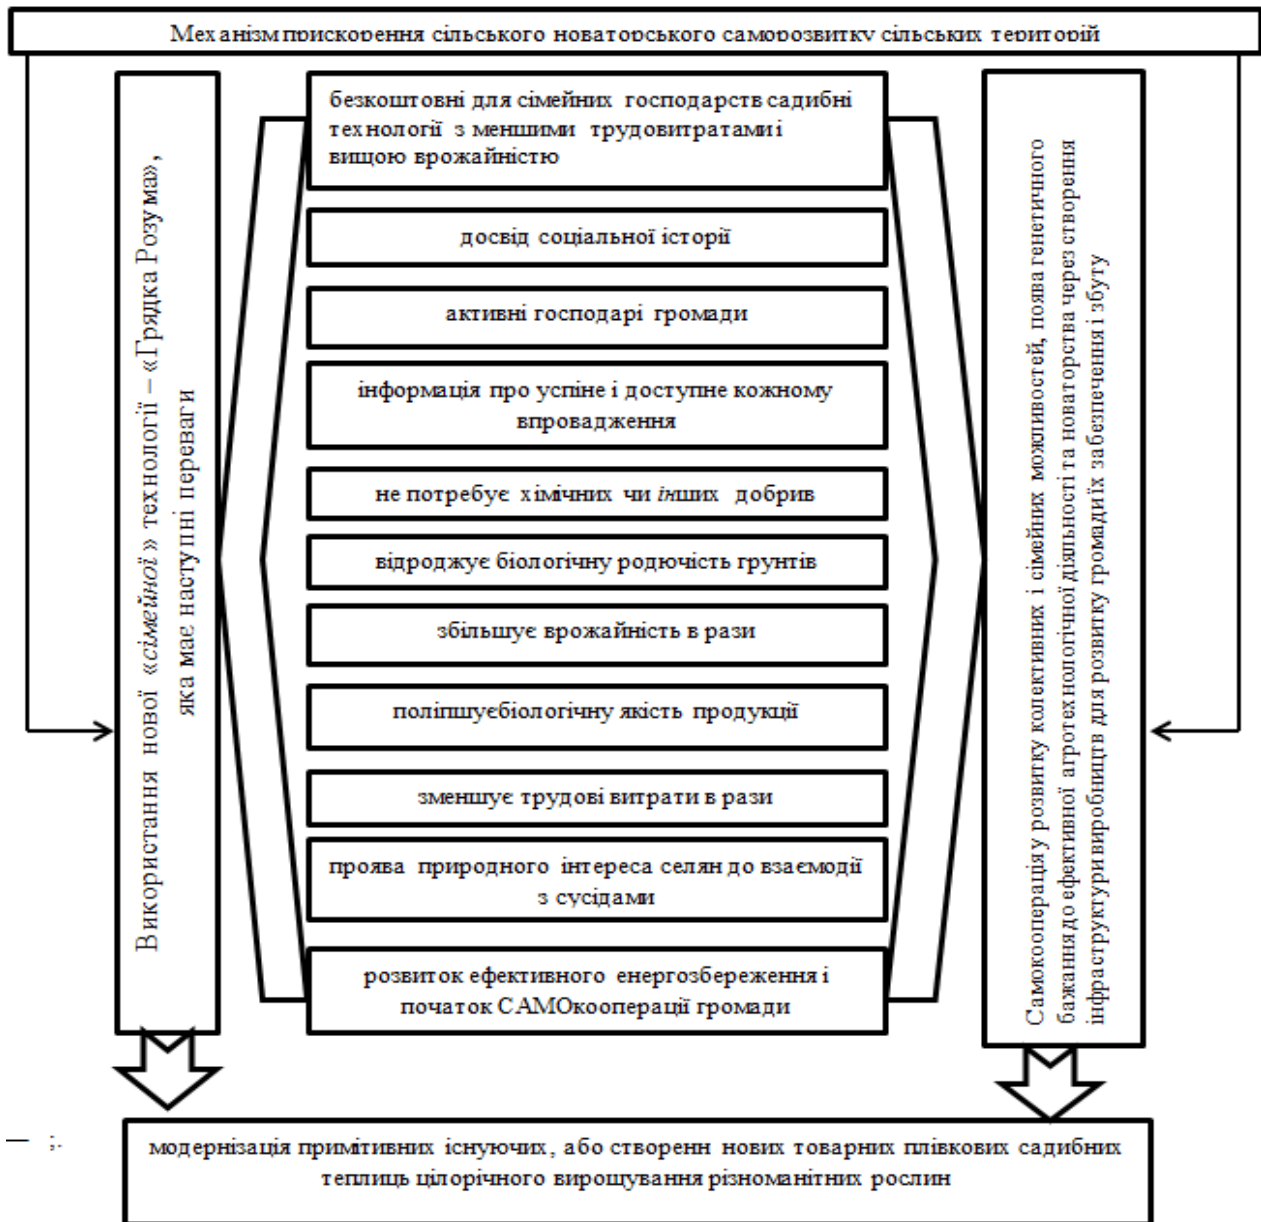 Механізм прискорення сільського новаторського саморозвитку сільських територій
Використання нової «сімейної» технології – «Грядка Розума»,
яка має наступні переваги
безкоштовні для сімейних господарств садибні
технології з меншими трудовитратами і
вищою врожайністю
досвід соціальної історії
активні господарі громади
інформація про успіне і доступне кожному
впровадження
не потребує хімічних чи інших добрив
відроджує біологічну родючість грунтів
збільшує врожайність в рази
поліпшуєбіологічну якість продукції
зменшує трудові витрати в рази
проява природного інтереса селян до взаємодії
з сусідами
розвиток ефективного енергозбереження і
початок САМОкооперації громади
Самокооперація у розвитку колективних і сімейних можливостей, поява генетичного
бажання до ефективної агротехнологічної діяльності та новаторства через створення
інфраструктури виробництв для розвитку громади їх забезпечення і збуту
— ;.
модернізація примітивних існуючих, або створенн нових товарних плівкових садибних
теплиць цілорічного вирощування різноманітних рослин